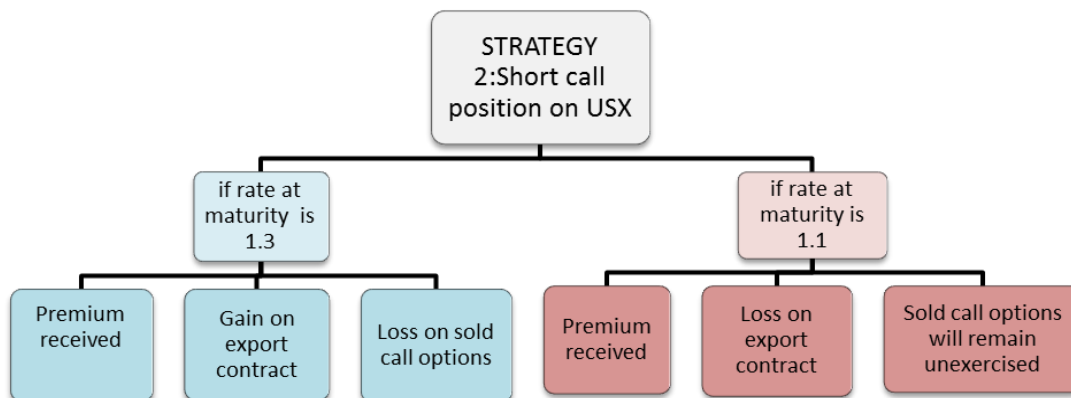 STRATEGY
2:Short call
position on USX
if rate at
maturity is
1.3
if rate at
maturity is
1.1
Premium
received
Gain on
export
contract
Loss on sold
call options
Premium
received
Loss on
export
contract
Sold call options
will remain
unexercised